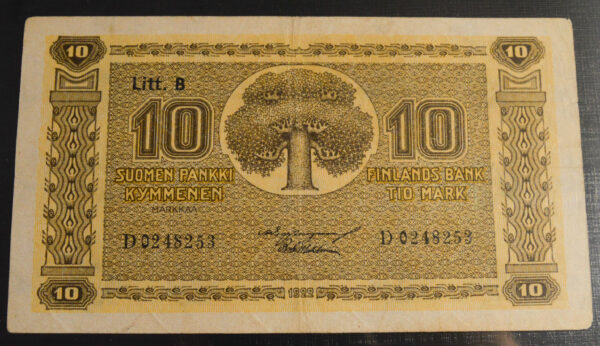 10 10
Litt. B
10 10
SUOMEN PANKKI FINLANDS BANK
KYMMENEN TIO MARK
MARKKAA
D 0248253 D 0248253
10 1922 10